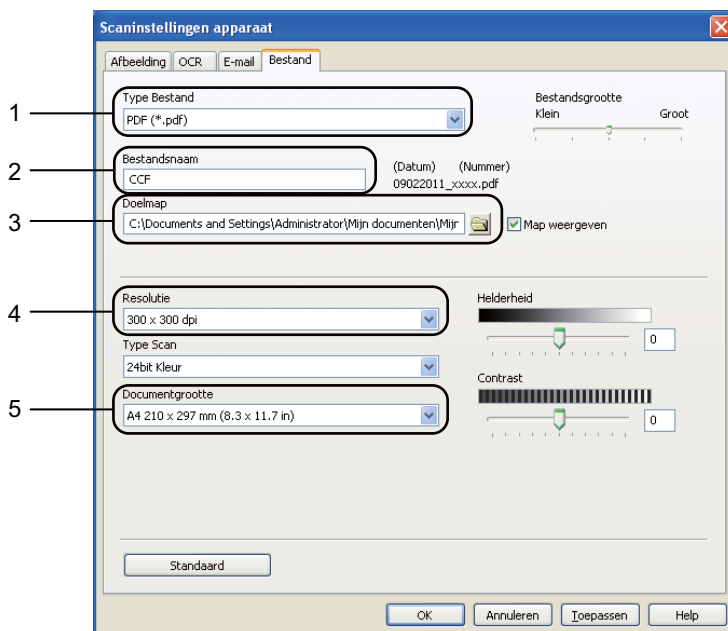 Scaninstellingen apparaat
Afbeelding OCR E-mail Bestand
1
Type Bestand
PDF (*.pdf)
Bestandsgrootte
Klein Groot
2
Bestandsnaam
CCF
(Datum) (Nummer)
09022011_xxxx.pdf
3
Doelmap
C:\Documents and Settings\Administrator\Mijn documenten\Mijr
Map weergeven
4
Resolutie
300 x 300 dpi
Helderheid
0
Type Scan
24bit Kleur
Contrast
0
5
Documentgrootte
A4 210 x 297 mm (8.3 x 11.7 in)
Standaard
OK Annuleren Toepassen Help